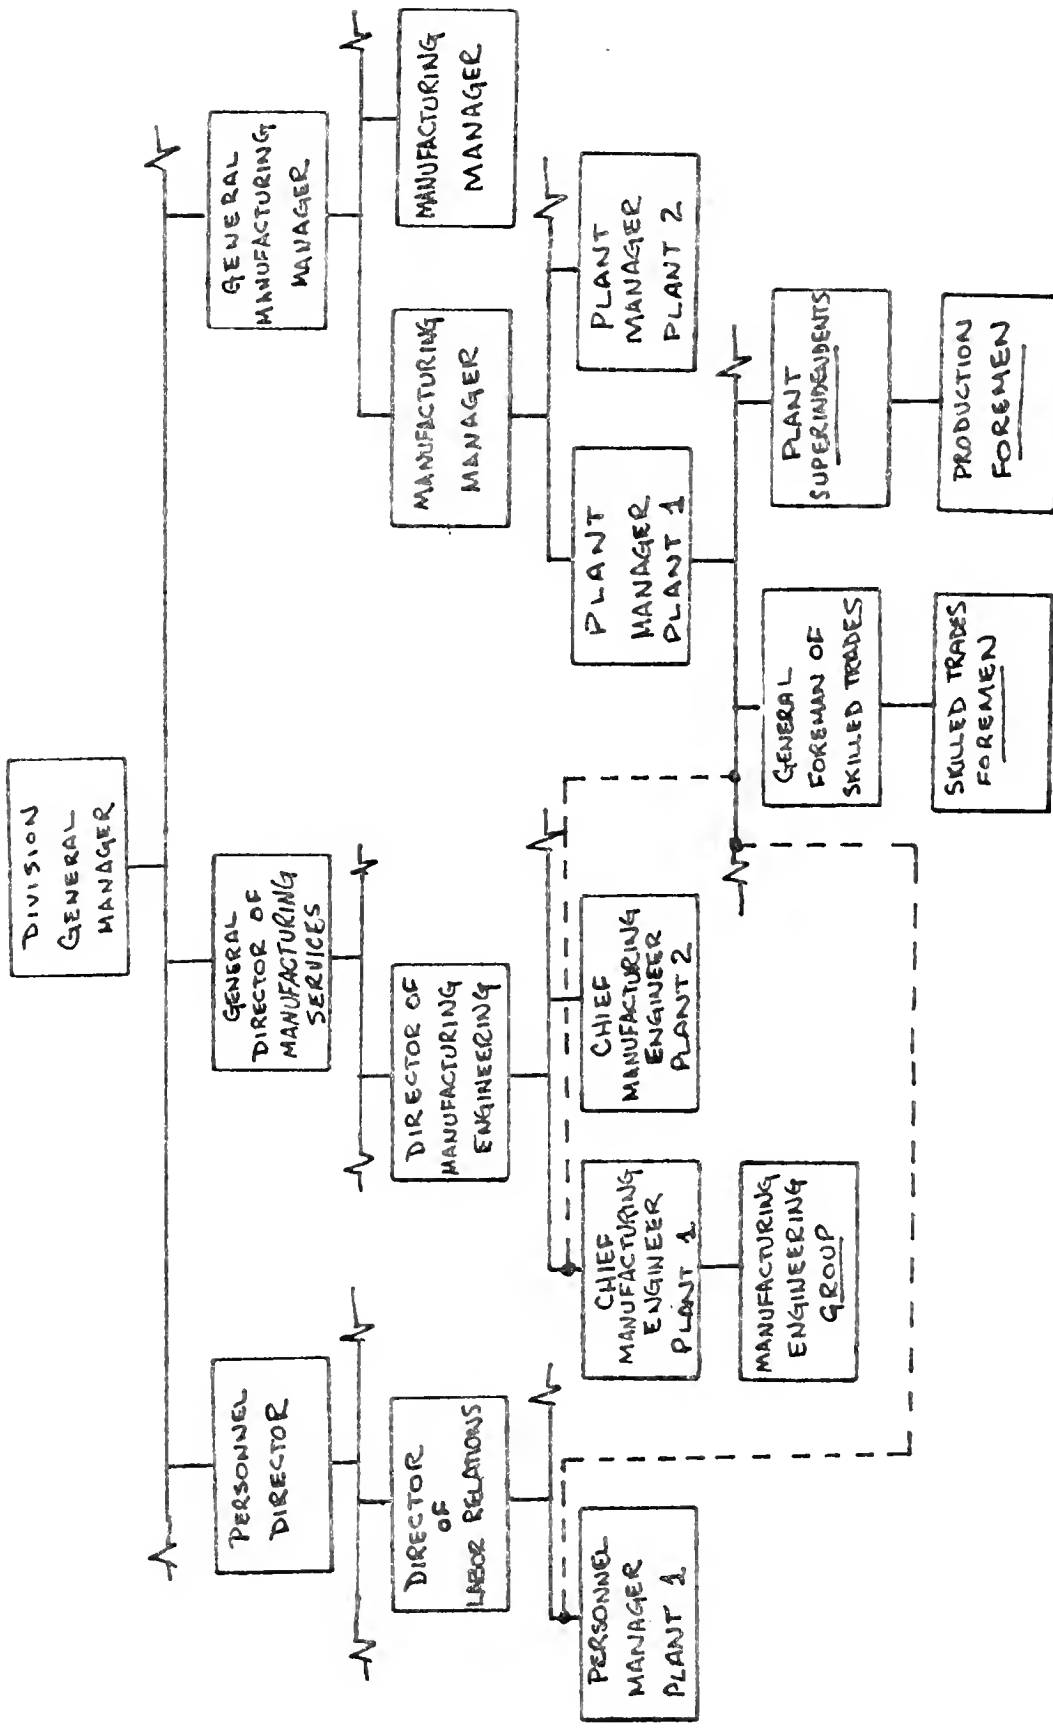 DIVISION
GENERAL
MANAGER
PERSONNEL
DIRECTOR
GENERAL
DIRECTOR OF
MANUFACTURING
SERVICES
GENERAL
MANUFACTURING
MANAGER
DIRECTOR
OF
LABOR RELATIONS
DIRECTOR OF
MANUFACTURING
ENGINEERING
MANUFACTURING
MANAGER
MANUFACTURING
MANAGER
PERSONNEL
MANAGER
PLANT 1
CHIEF
MANUFACTURING
ENGINEER
PLANT 1
CHIEF
MANUFACTURING
ENGINEER
PLANT 2
PLANT
MANAGER
PLANT 1
PLANT
MANAGER
PLANT 2
MANUFACTURING
ENGINEERING
GROUP
GENERAL
FOREMAN OF
SKILLED TRADES
PLANT
SUPERINDENDENTS
SKILLED TRADES
FOREMEN
PRODUCTION
FOREMEN